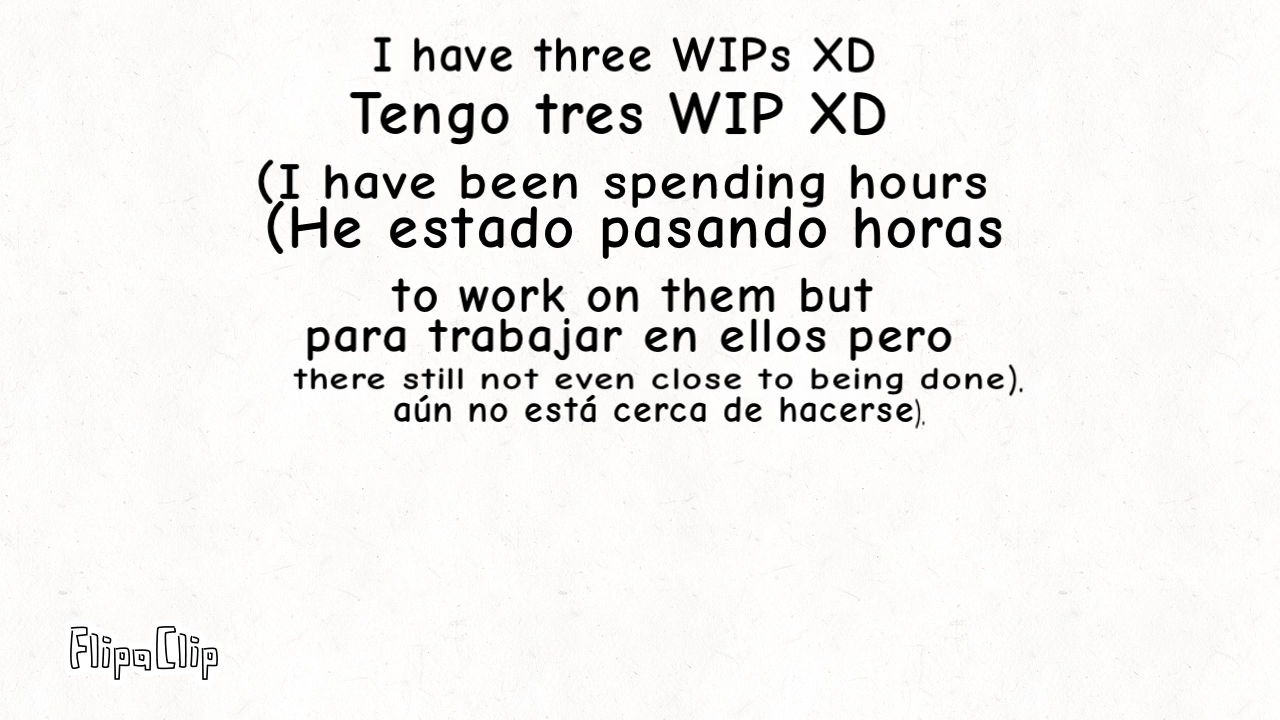 I have three WIPs XD
Tengo tres WIP XD
(I have been spending hours
(He estado pasando horas
to work on them but
para trabajar en ellos pero
there still not even close to being done).
aún no está cerca de hacerse).
FlipaClip